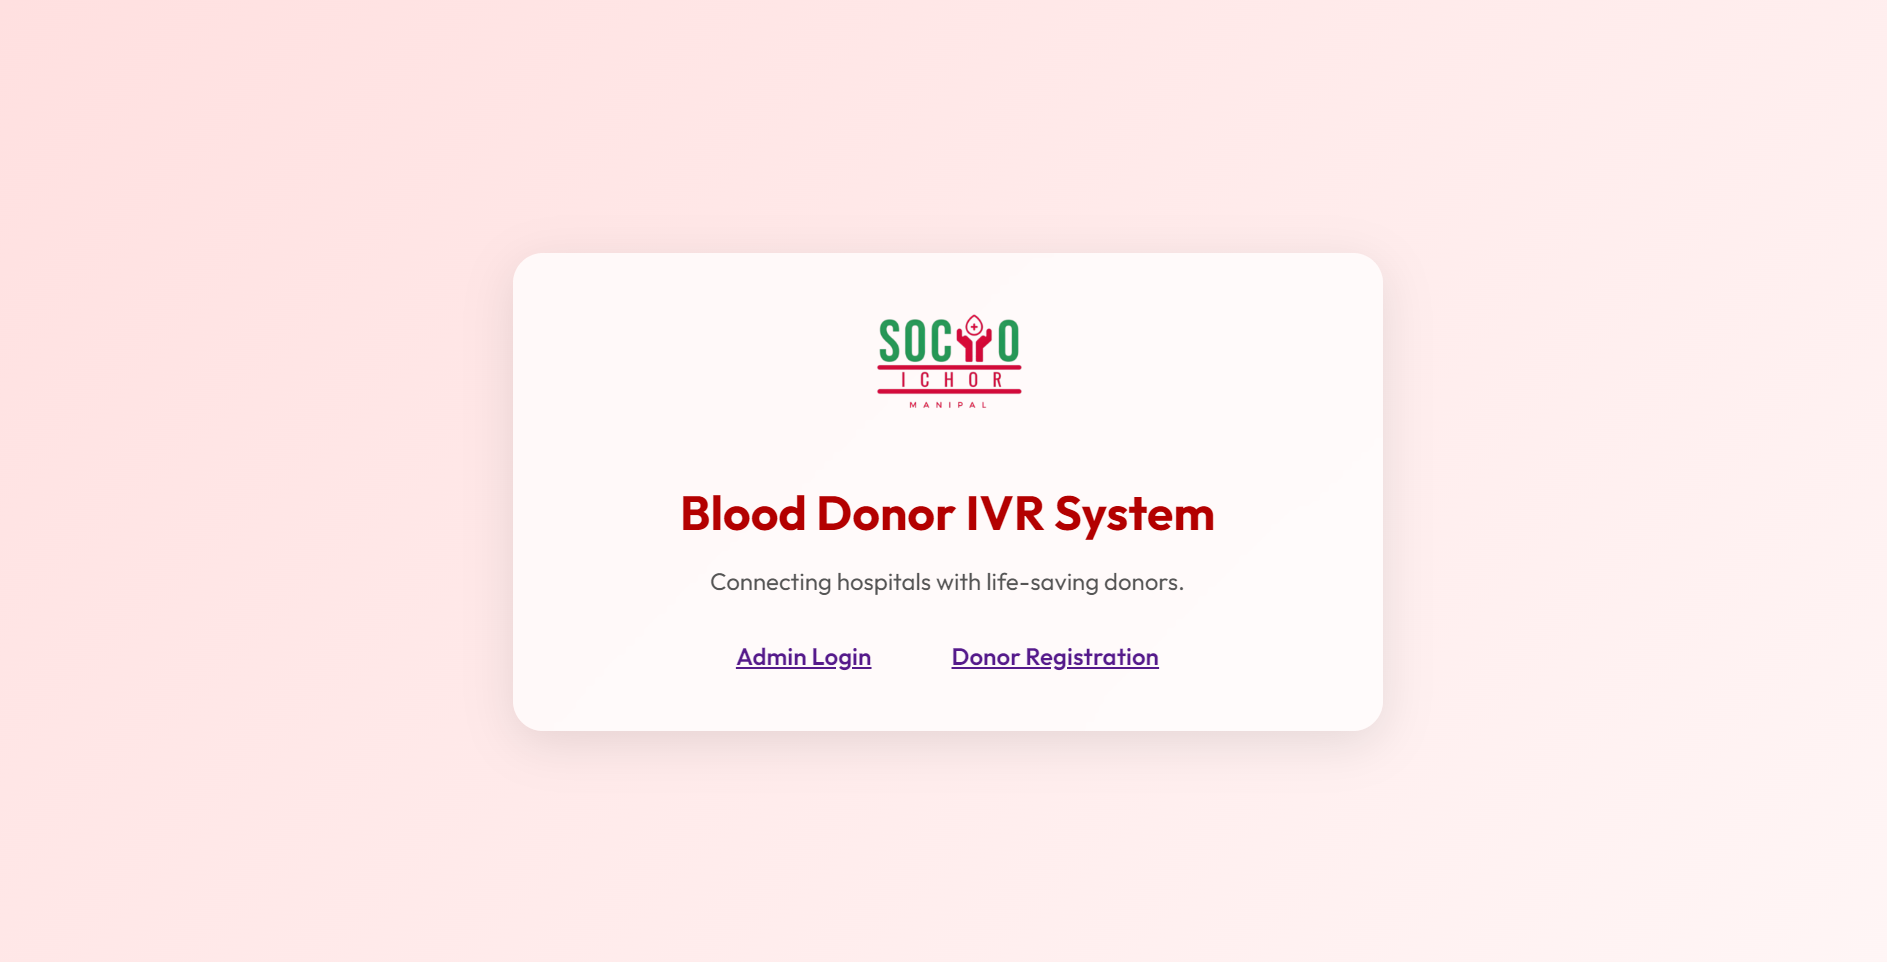 SOCIO
ICHOR
MANIPAL
Blood Donor IVR System
Connecting hospitals with life-saving donors.
Admin Login Donor Registration